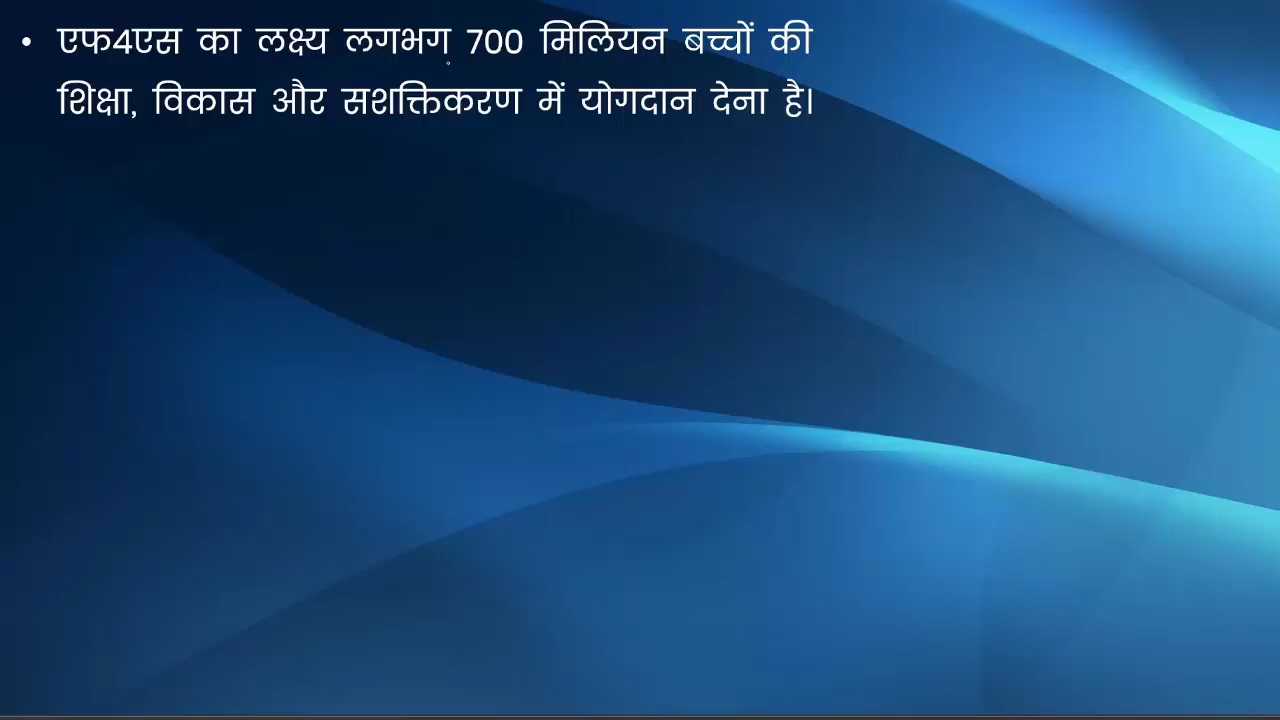 • एफ4एस का लक्ष्य लगभग 700 मिलियन बच्चों की
शिक्षा, विकास और सशक्तिकरण में योगदान देना है।